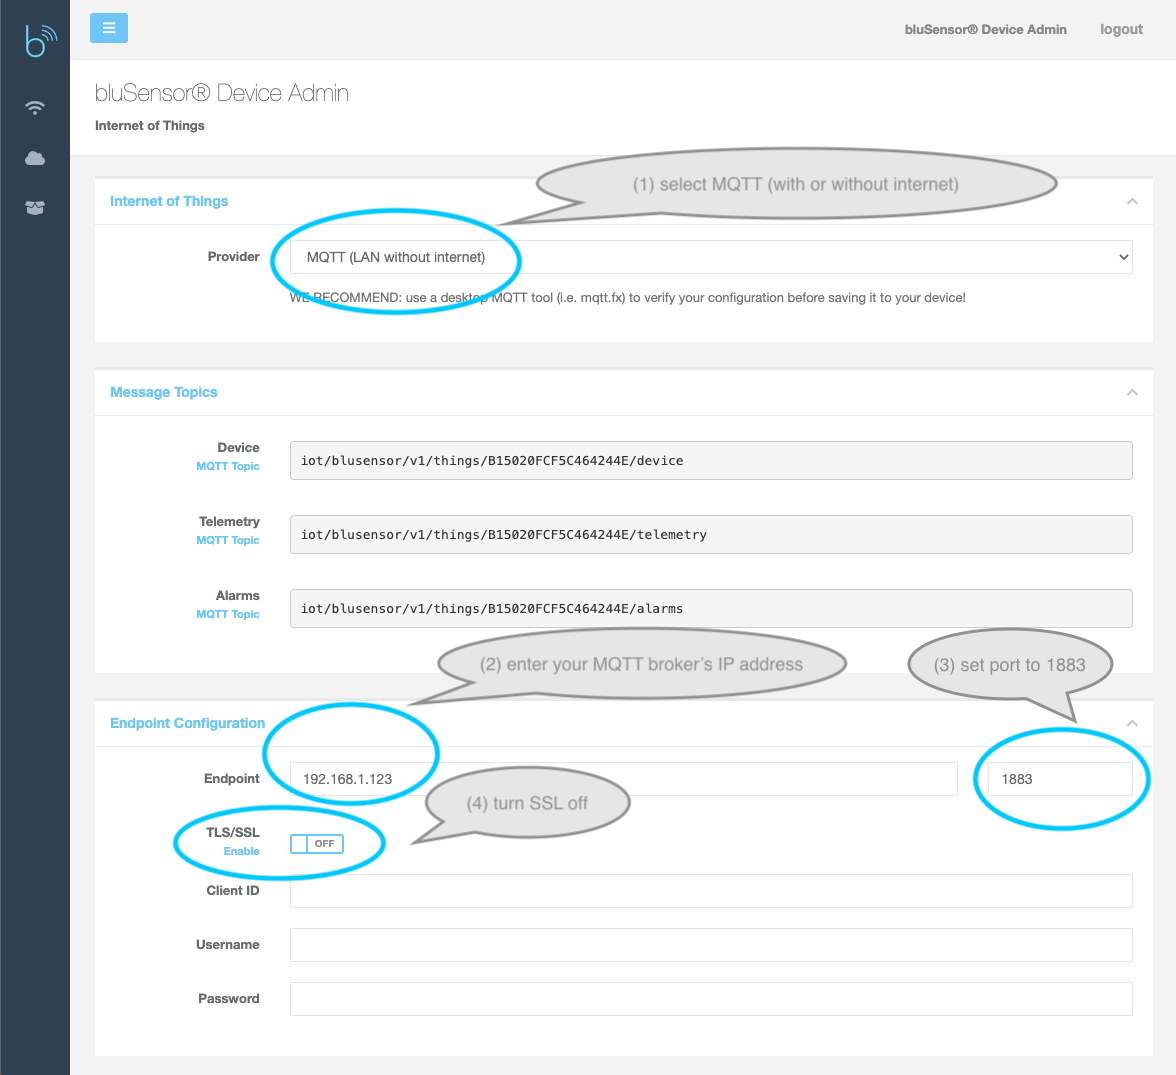 bluSensor® Device Admin
logout
bluSensor® Device Admin
Internet of Things
(1) select MQTT (with or without internet)
Internet of Things
Provider
MQTT (LAN without internet)
WE RECOMMEND: use a desktop MQTT tool (i.e. mqtt.fx) to verify your configuration before saving it to your device!
Message Topics
Device
MQTT Topic
iot/blusensor/v1/things/B15020FCF5C464244E/device
Telemetry
MQTT Topic
iot/blusensor/v1/things/B15020FCF5C464244E/telemetry
Alarms
MQTT Topic
iot/blusensor/v1/things/B15020FCF5C464244E/alarms
(2) enter your MQTT broker’s IP address
(3) set port to 1883
Endpoint Configuration
Endpoint
192.168.1.123
1883
(4) turn SSL off
TLS/SSL
Enable
OFF
Client ID
Username
Password